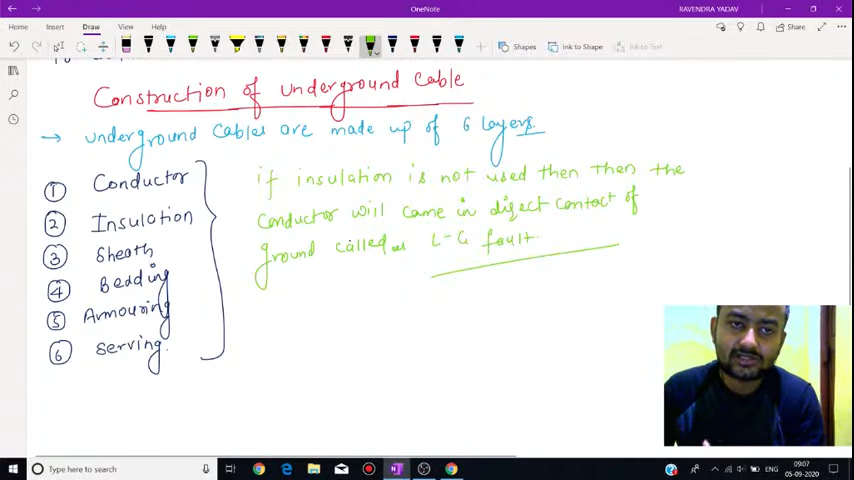 OneNote
RAVENDRA YADAV
Home
Insert
Draw
View
Help
Share
Shapes
Ink to Shape
Ink to Text
Construction of underground Cable
→ underground cables are made up of 6 layers.
1 Conductor
2 Insulation
3 Sheath
4 Bedding
5 Armouring
6 Serving.
if insulation is not used then then the
conductor will came in direct contact of
ground called as L-G fault.
Type here to search
ENG
09:07
05-09-2020